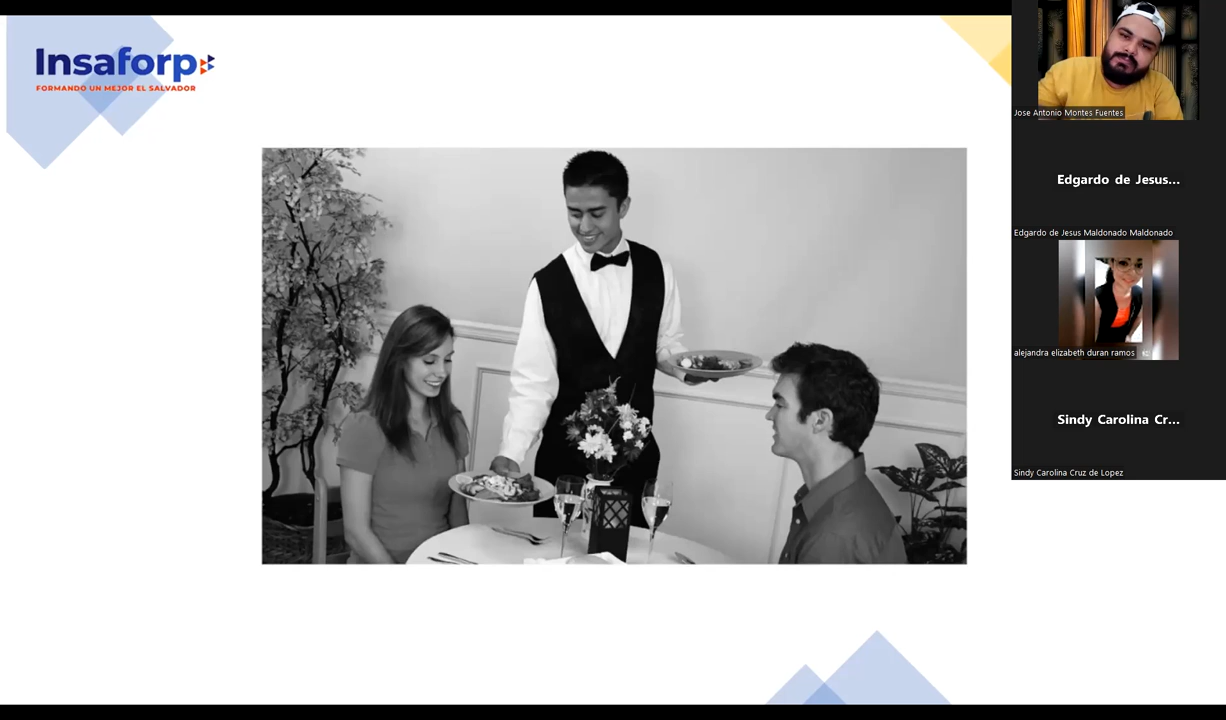 Insaforp
FORMANDO UN MEJOR EL SALVADOR
Jose Antonio Montes Fuentes
Edgardo de Jesus...
Edgardo de Jesus Maldonado Maldonado
alejandra elizabeth duran ramos
Sindy Carolina Cr...
Sindy Carolina Cruz de Lopez